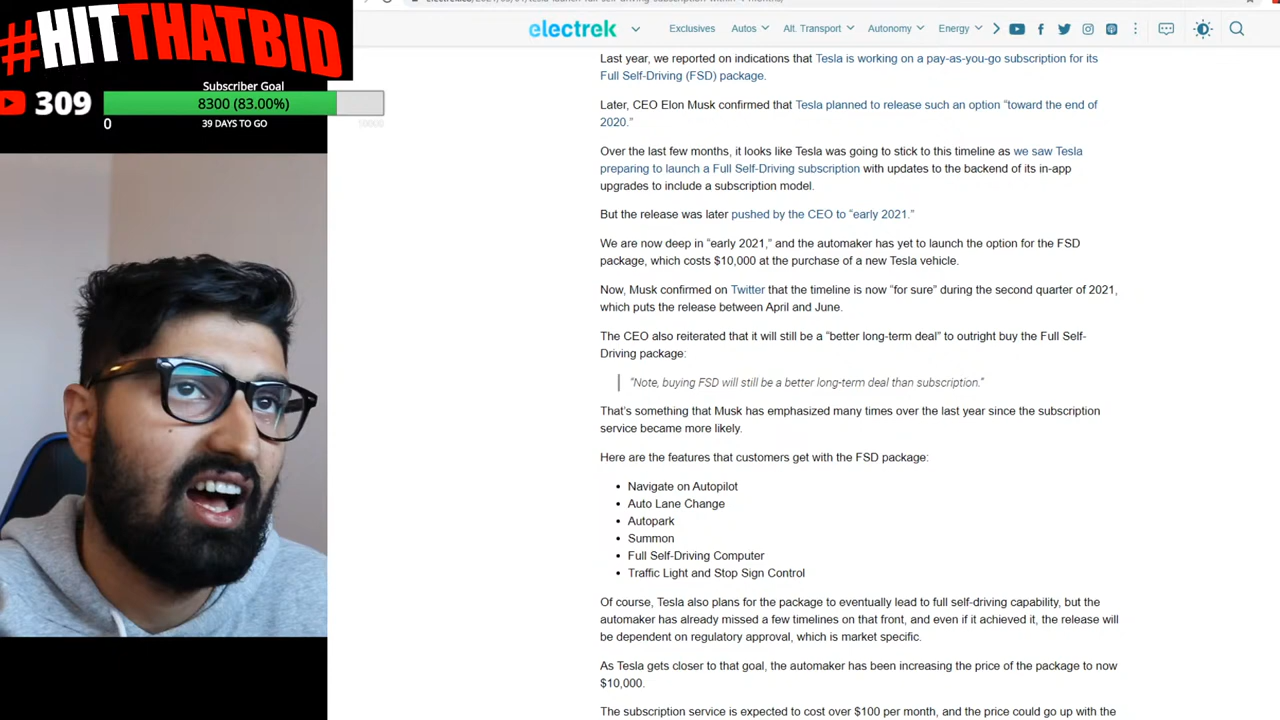 #HITTHATBID
Subscriber Goal
309
8300 (83.00%)
0
39 DAYS TO GO
10000
electrek
Exclusives Autos Alt. Transport Autonomy Energy
Last year, we reported on indications that Tesla is working on a pay-as-you-go subscription for its
Full Self-Driving (FSD) package.
Later, CEO Elon Musk confirmed that Tesla planned to release such an option “toward the end of
2020.”
Over the last few months, it looks like Tesla was going to stick to this timeline as we saw Tesla
preparing to launch a Full Self-Driving subscription with updates to the backend of its in-app
upgrades to include a subscription model.
But the release was later pushed by the CEO to “early 2021.”
We are now deep in “early 2021,” and the automaker has yet to launch the option for the FSD
package, which costs $10,000 at the purchase of a new Tesla vehicle.
Now, Musk confirmed on Twitter that the timeline is now “for sure” during the second quarter of 2021,
which puts the release between April and June.
The CEO also reiterated that it will still be a “better long-term deal” to outright buy the Full Self-
Driving package:
“Note, buying FSD will still be a better long-term deal than subscription.”
That’s something that Musk has emphasized many times over the last year since the subscription
service became more likely.
Here are the features that customers get with the FSD package:
• Navigate on Autopilot
• Auto Lane Change
• Autopark
• Summon
• Full Self-Driving Computer
• Traffic Light and Stop Sign Control
Of course, Tesla also plans for the package to eventually lead to full self-driving capability, but the
automaker has already missed a few timelines on that front, and even if it achieved it, the release will
be dependent on regulatory approval, which is market specific.
As Tesla gets closer to that goal, the automaker has been increasing the price of the package to now
$10,000.
The subscription service is expected to cost over $100 per month, and the price could go up with the